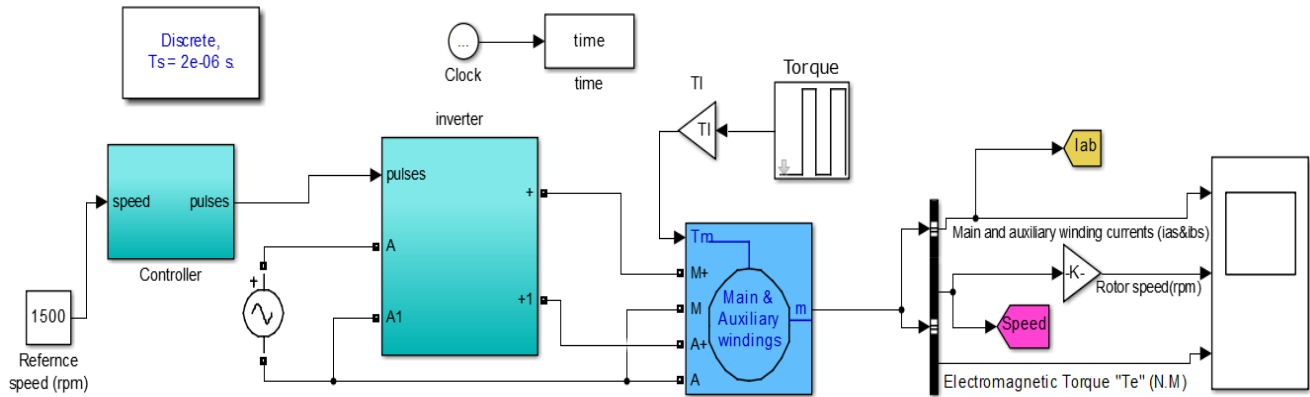 Discrete,
Ts = 2e-06 s.
...
Clock
time
time
Torque
Tl
Tl
inverter
pulses
+
A
+1
A1
speed
pulses
Controller
1500
Refernce
speed (rpm)
+
Tm
M+
M
A+
A
Main &
Auxiliary
windings
m
Iab
Main and auxiliary winding currents (ias&ibs)
-K-
Rotor speed(rpm)
Speed
Electromagnetic Torque "Te" (N.M)